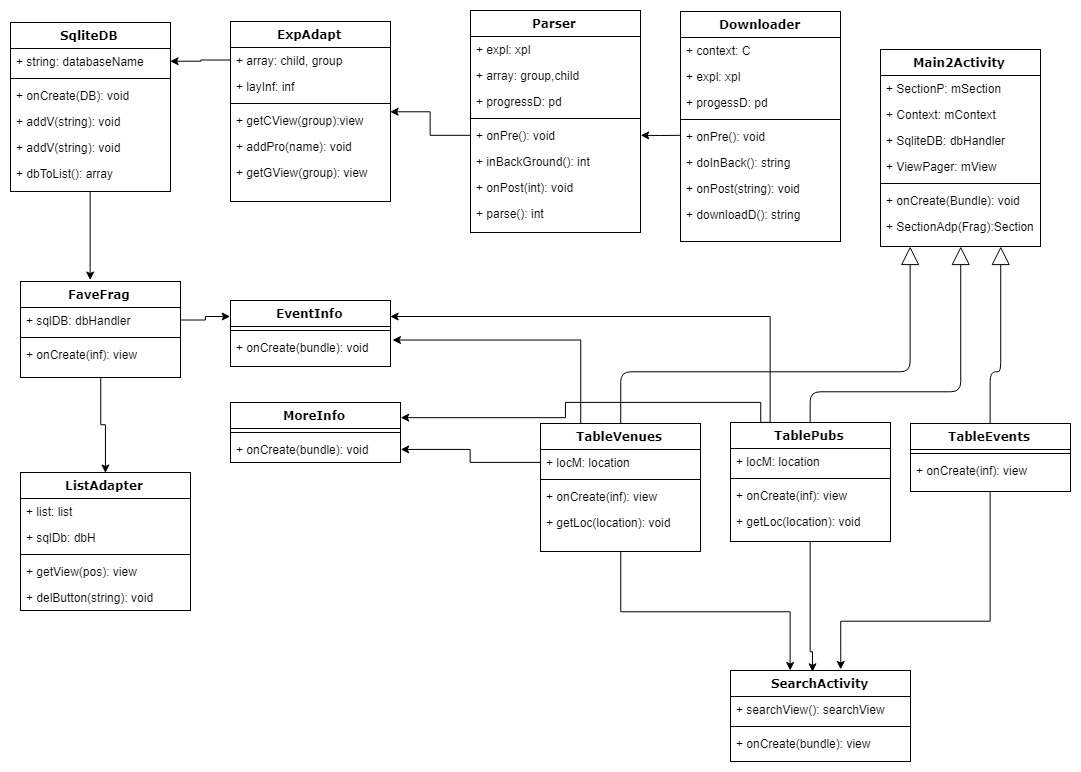 SqliteDB
+ string: databaseName
+ onCreate(DB): void
+ addV(string): void
+ addV(string): void
+ dbToList(): array
ExpAdapt
+ array: child, group
+ layInf: inf
+ getCView(group):view
+ addPro(name): void
+ getGView(group): view
Parser
+ expl: xpl
+ array: group,child
+ progressD: pd
+ onPre(): void
+ inBackGround(): int
+ onPost(int): void
+ parse(): int
Downloader
+ context: C
+ expl: xpl
+ progessD: pd
+ onPre(): void
+ doInBack(): string
+ onPost(string): void
+ downloadD(): string
Main2Activity
+ SectionP: mSection
+ Context: mContext
+ SqliteDB: dbHandler
+ ViewPager: mView
+ onCreate(Bundle): void
+ SectionAdp(Frag):Section
FaveFrag
+ sqlDB: dbHandler
+ onCreate(inf): view
EventInfo
+ onCreate(bundle): void
MoreInfo
+ onCreate(bundle): void
ListAdapter
+ list: list
+ sqlDb: dbH
+ getView(pos): view
+ delButton(string): void
TableVenues
+ locM: location
+ onCreate(inf): view
+ getLoc(location): void
TablePubs
+ locM: location
+ onCreate(inf): view
+ getLoc(location): void
TableEvents
+ onCreate(inf): view
SearchActivity
+ searchView(): searchView
+ onCreate(bundle): view